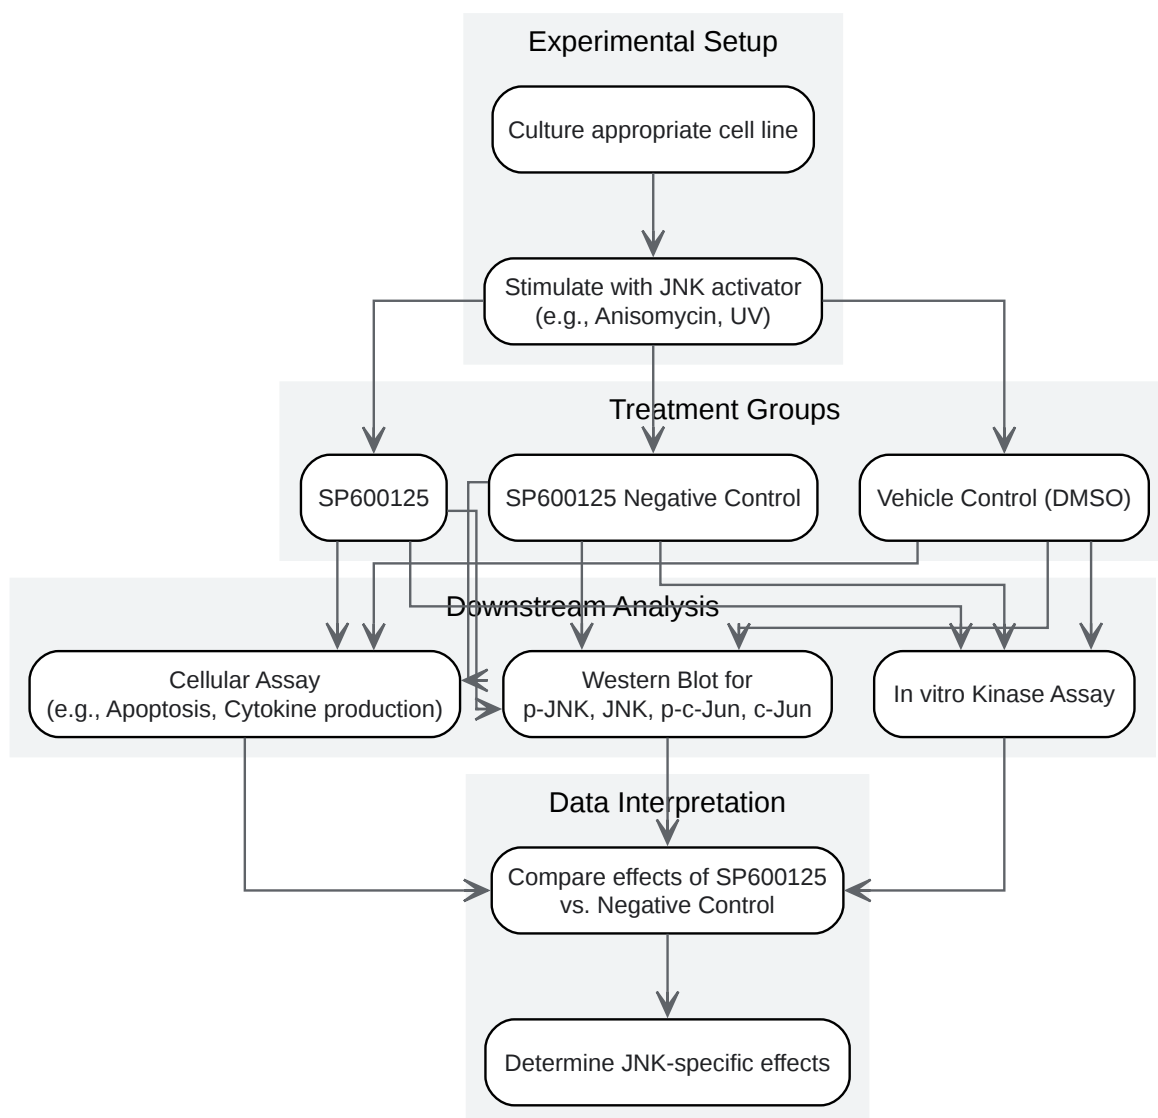 Experimental Setup
Culture appropriate cell line
Stimulate with JNK activator
(e.g., Anisomycin, UV)
Treatment Groups
SP600125
SP600125 Negative Control
Vehicle Control (DMSO)
Downstream Analysis
Cellular Assay
(e.g., Apoptosis, Cytokine production)
Western Blot for
p-JNK, JNK, p-c-Jun, c-Jun
In vitro Kinase Assay
Data Interpretation
Compare effects of SP600125
vs. Negative Control
Determine JNK-specific effects